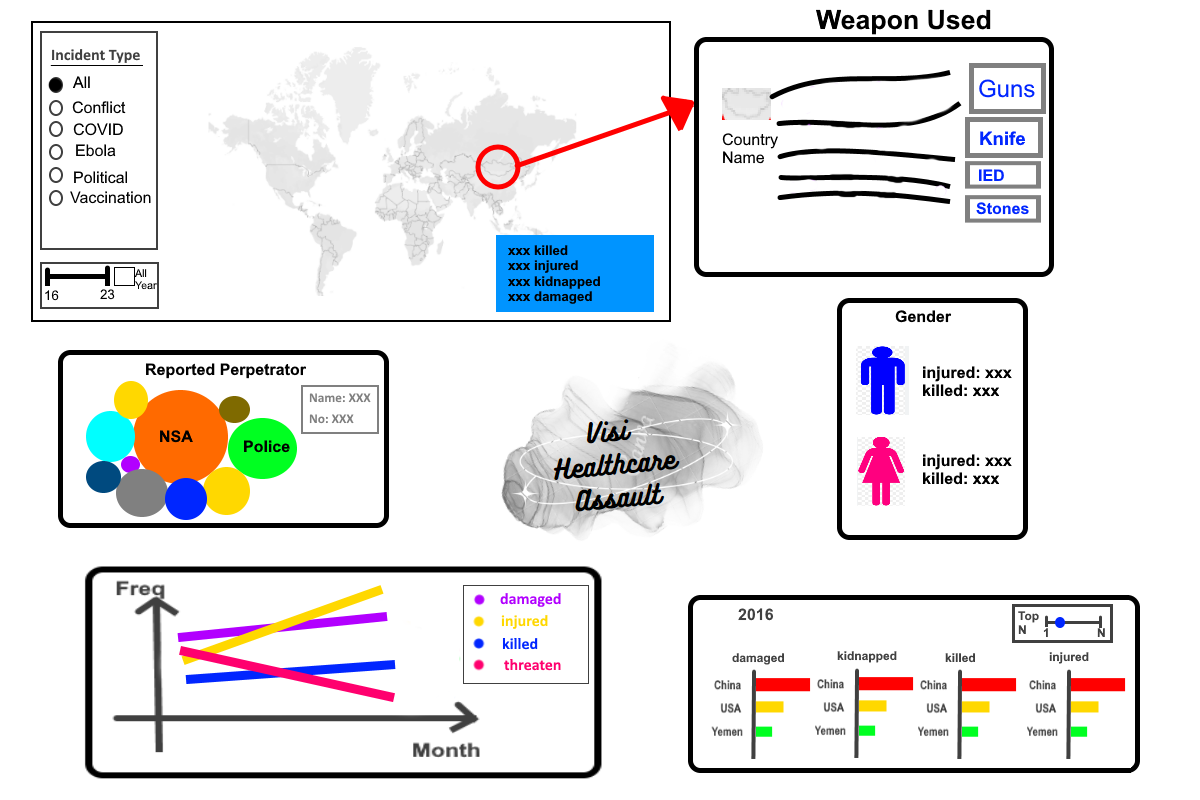 Weapon Used
Incident Type
All
Conflict
COVID
Ebola
Political
Vaccination
16
23
All
Year
xxx killed
xxx injured
xxx kidnapped
xxx damaged
Country
Name
Guns
Knife
IED
Stones
Reported Perpetrator
NSA
Police
Name: XXX
No: XXX
Visi
Healthcare
Assault
Gender
injured: xxx
killed: xxx
injured: xxx
killed: xxx
Freq
Month
damaged
injured
killed
threaten
2016
Top
N
1
N
damaged
China
USA
Yemen
kidnapped
China
USA
Yemen
killed
China
USA
Yemen
injured
China
USA
Yemen